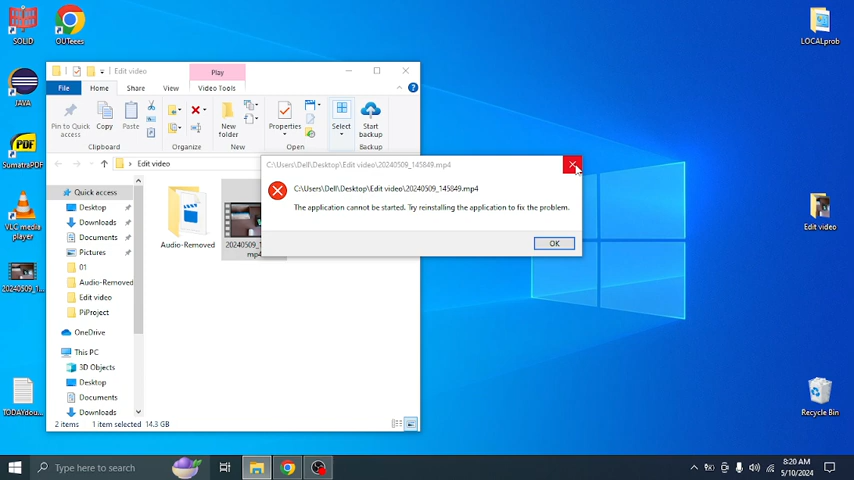 SOLID
OUTeees
JAVA
SumatraPDF
VLC media
player
20240509_1...
TODAYdou...
LOCALprob
Edit video
Recycle Bin
Edit video
Play
File
Home
Share
View
Video Tools
Pin to Quick
access
Copy
Paste
Clipboard
Organize
New
folder
New
Properties
Open
Select
Start
backup
Backup
Edit video
Quick access
Desktop
Downloads
Documents
Pictures
01
Audio-Removed
Edit video
PiProject
OneDrive
This PC
3D Objects
Desktop
Documents
Downloads
Audio-Removed
20240509_1
mp4
2 items
1 item selected 14.3 GB
C:\Users\Dell\Desktop\Edit video\20240509_145849.mp4
C:\Users\Dell\Desktop\Edit video\20240509_145849.mp4
The application cannot be started. Try reinstalling the application to fix the problem.
OK
PDF
Type here to search
8:20 AM
5/10/2024